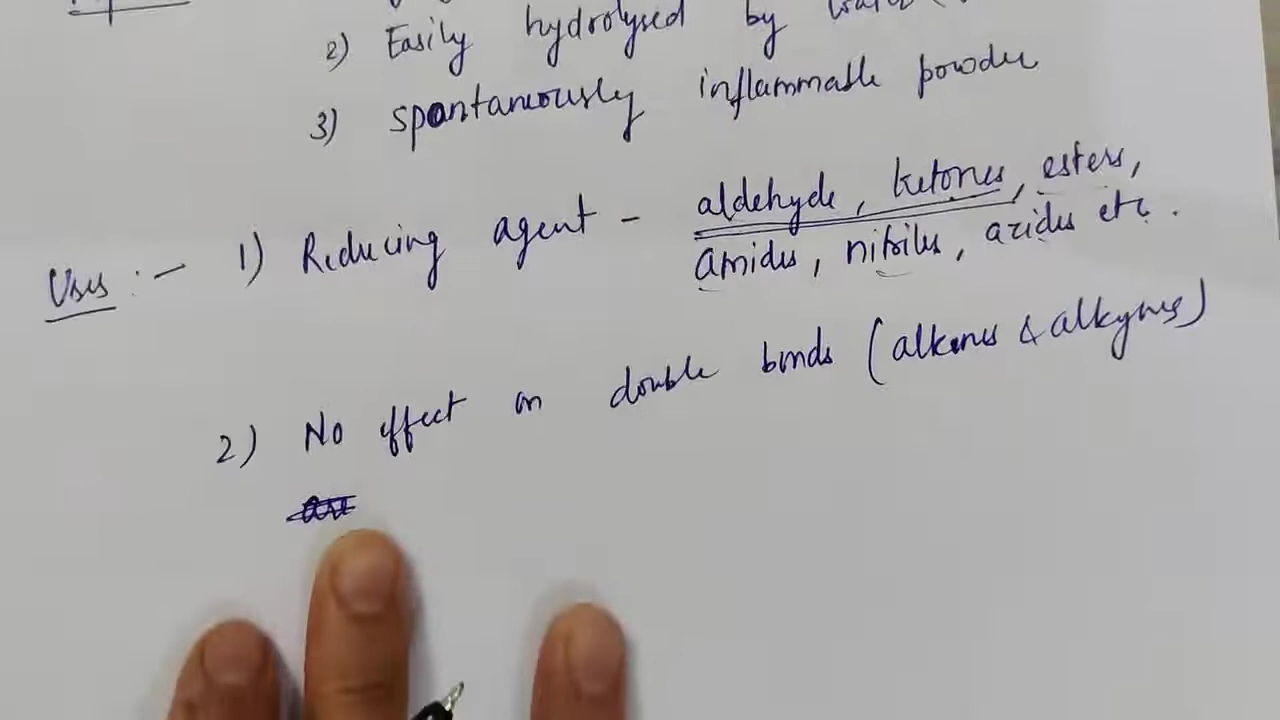 2) Easily hydrolysed by water
3) spontaneously inflammable powder
Uses :- 1) Reducing agent - aldehyde, ketones, esters,
amides, nitriles, azides etc.
2) No effect on double bonds (alkenes & alkynes)